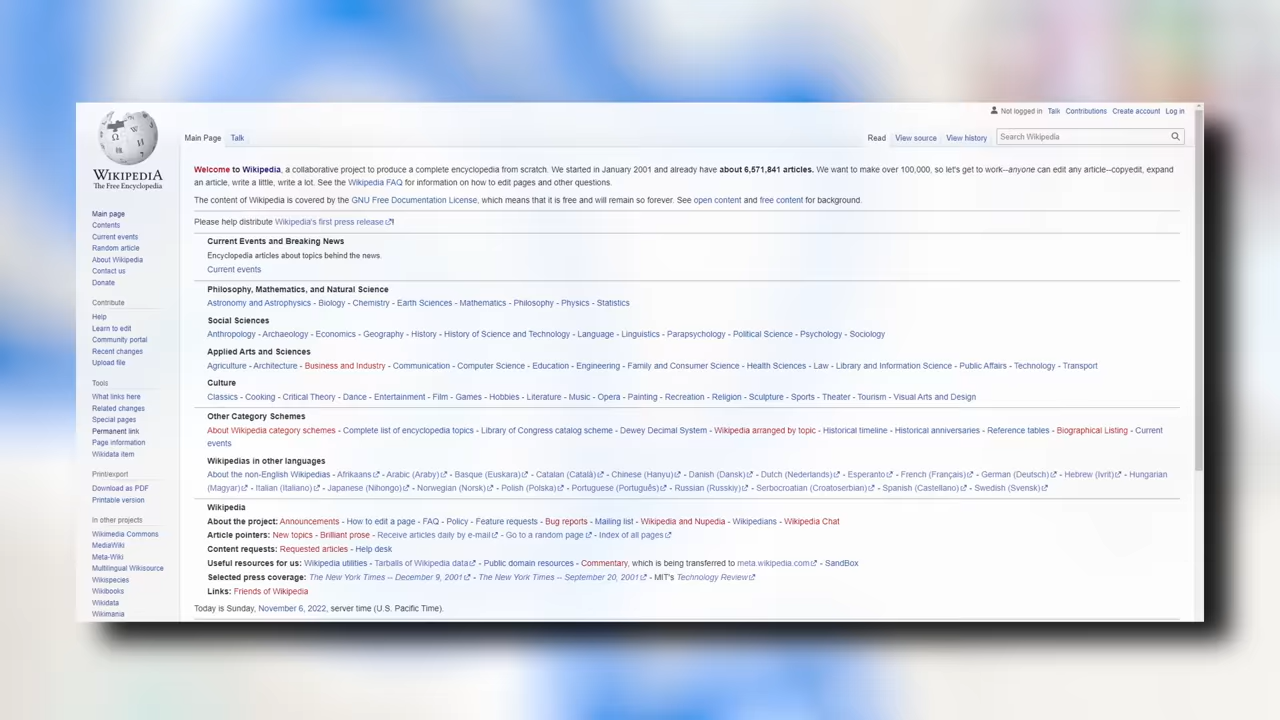 Not logged in Talk Contributions Create account Log in
Main Page Talk
Read View source View history
Search Wikipedia
WIKIPEDIA
The Free Encyclopedia
Main page
Contents
Current events
Random article
About Wikipedia
Contact us
Donate
Contribute
Help
Learn to edit
Community portal
Recent changes
Upload file
Tools
What links here
Related changes
Special pages
Permanent link
Page information
Wikidata item
Print/export
Download as PDF
Printable version
In other projects
Wikimedia Commons
MediaWiki
Meta-Wiki
Multilingual Wikisource
Wikispecies
Wikibooks
Wikidata
Wikimania
Welcome to Wikipedia, a collaborative project to produce a complete encyclopedia from scratch. We started in January 2001 and already have about 6,571,841 articles. We want to make over 100,000, so let's get to work--anyone can edit any article--copyedit, expand
an article, write a little, write a lot. See the Wikipedia FAQ for information on how to edit pages and other questions.
The content of Wikipedia is covered by the GNU Free Documentation License, which means that it is free and will remain so forever. See open content and free content for background.
Please help distribute Wikipedia's first press release!
Current Events and Breaking News
Encyclopedia articles about topics behind the news.
Current events
Philosophy, Mathematics, and Natural Science
Astronomy and Astrophysics - Biology - Chemistry - Earth Sciences - Mathematics - Philosophy - Physics - Statistics
Social Sciences
Anthropology - Archaeology - Economics - Geography - History - History of Science and Technology - Language - Linguistics - Parapsychology - Political Science - Psychology - Sociology
Applied Arts and Sciences
Agriculture - Architecture - Business and Industry - Communication - Computer Science - Education - Engineering - Family and Consumer Science - Health Sciences - Law - Library and Information Science - Public Affairs - Technology - Transport
Culture
Classics - Cooking - Critical Theory - Dance - Entertainment - Film - Games - Hobbies - Literature - Music - Opera - Painting - Recreation - Religion - Sculpture - Sports - Theater - Tourism - Visual Arts and Design
Other Category Schemes
About Wikipedia category schemes - Complete list of encyclopedia topics - Library of Congress catalog scheme - Dewey Decimal System - Wikipedia arranged by topic - Historical timeline - Historical anniversaries - Reference tables - Biographical Listing - Current
events
Wikipedias in other languages
About the non-English Wikipedias - Afrikaans - Arabic (Araby) - Basque (Euskara) - Catalan (Català) - Chinese (Hanyu) - Danish (Dansk) - Dutch (Nederlands) - Esperanto - French (Français) - German (Deutsch) - Hebrew (Ivrit) - Hungarian
(Magyar) - Italian (Italiano) - Japanese (Nihongo) - Norwegian (Norsk) - Polish (Polska) - Portuguese (Português) - Russian (Russkiy) - Serbocroatian (Croatoserbian) - Spanish (Castellano) - Swedish (Svensk)
Wikipedia
About the project: Announcements - How to edit a page - FAQ - Policy - Feature requests - Bug reports - Mailing list - Wikipedia and Nupedia - Wikipedians - Wikipedia Chat
Article pointers: New topics - Brilliant prose - Receive articles daily by e-mail - Go to a random page - Index of all pages
Content requests: Requested articles - Help desk
Useful resources for us: Wikipedia utilities - Tarballs of Wikipedia data - Public domain resources - Commentary, which is being transferred to meta.wikipedia.com - SandBox
Selected press coverage: The New York Times -- December 9, 2001 - The New York Times -- September 20, 2001 - MIT's Technology Review
Links: Friends of Wikipedia
Today is Sunday, November 6, 2022, server time (U.S. Pacific Time).